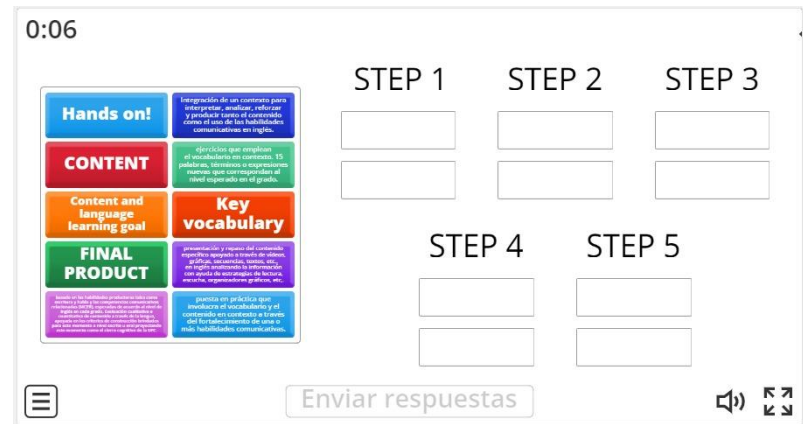 0:06
STEP 1
STEP 2
STEP 3
Hands on!
Integración de un contexto para
interpretar, analizar, reforzar
y producir tanto el contenido
como el uso de las habilidades
comunicativas en inglés.
CONTENT
ejercicios que emplean
el vocabulario en contexto. 15
palabras, términos o expresiones
nuevas que correspondan al
nivel esperado en el grado.
Content and
language
learning goal
Key
vocabulary
FINAL
PRODUCT
presentación y repaso del contenido
específico apoyado a través de videos,
gráficas, secuencias, textos, etc.,
en inglés analizando la información
con ayuda de estrategias de lectura,
escucha, organizadores gráficos, etc.
puesta en práctica que
involucra el vocabulario y el
contenido en contexto a través
del fortalecimiento de una o
más habilidades comunicativas.
STEP 4
STEP 5
Enviar respuestas